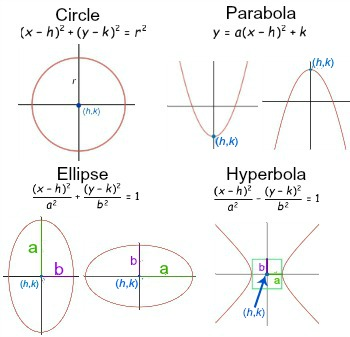 Circle
(x – h)² + (y – k)² = r²
r
(h,k)
Parabola
y = a(x – h)² + k
(h,k)
(h,k)
Ellipse
(x – h)²/a² + (y – k)²/b² = 1
a
b
(h,k)
b
a
(h,k)
Hyperbola
(x – h)²/a² - (y – k)²/b² = 1
b
a
(h,k)